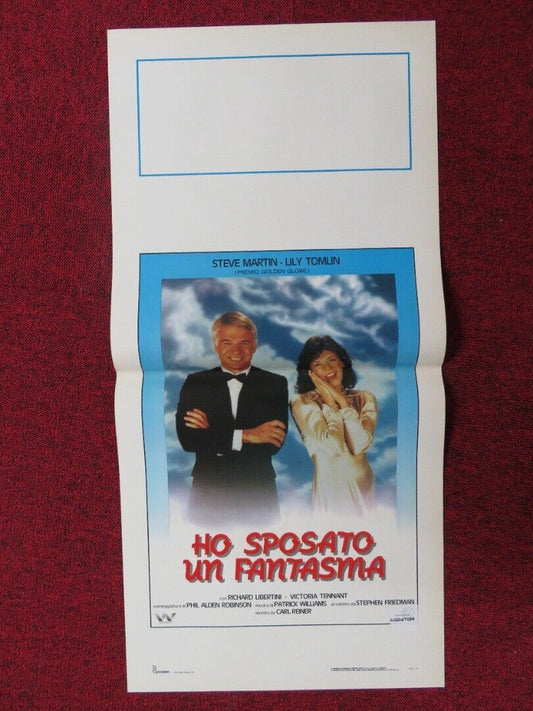 STEVE MARTIN - LILY TOMLIN
(PREMIO GOLDEN GLOBE)
HO SPOSATO
UN FANTASMA
con RICHARD LIBERTINI · VICTORIA TENNANT
sceneggiatura di PHIL ALDEN ROBINSON musica di PATRICK WILLIAMS prodotto da STEPHEN FRIEDMAN
diretto da CARL REINER
MONITOR